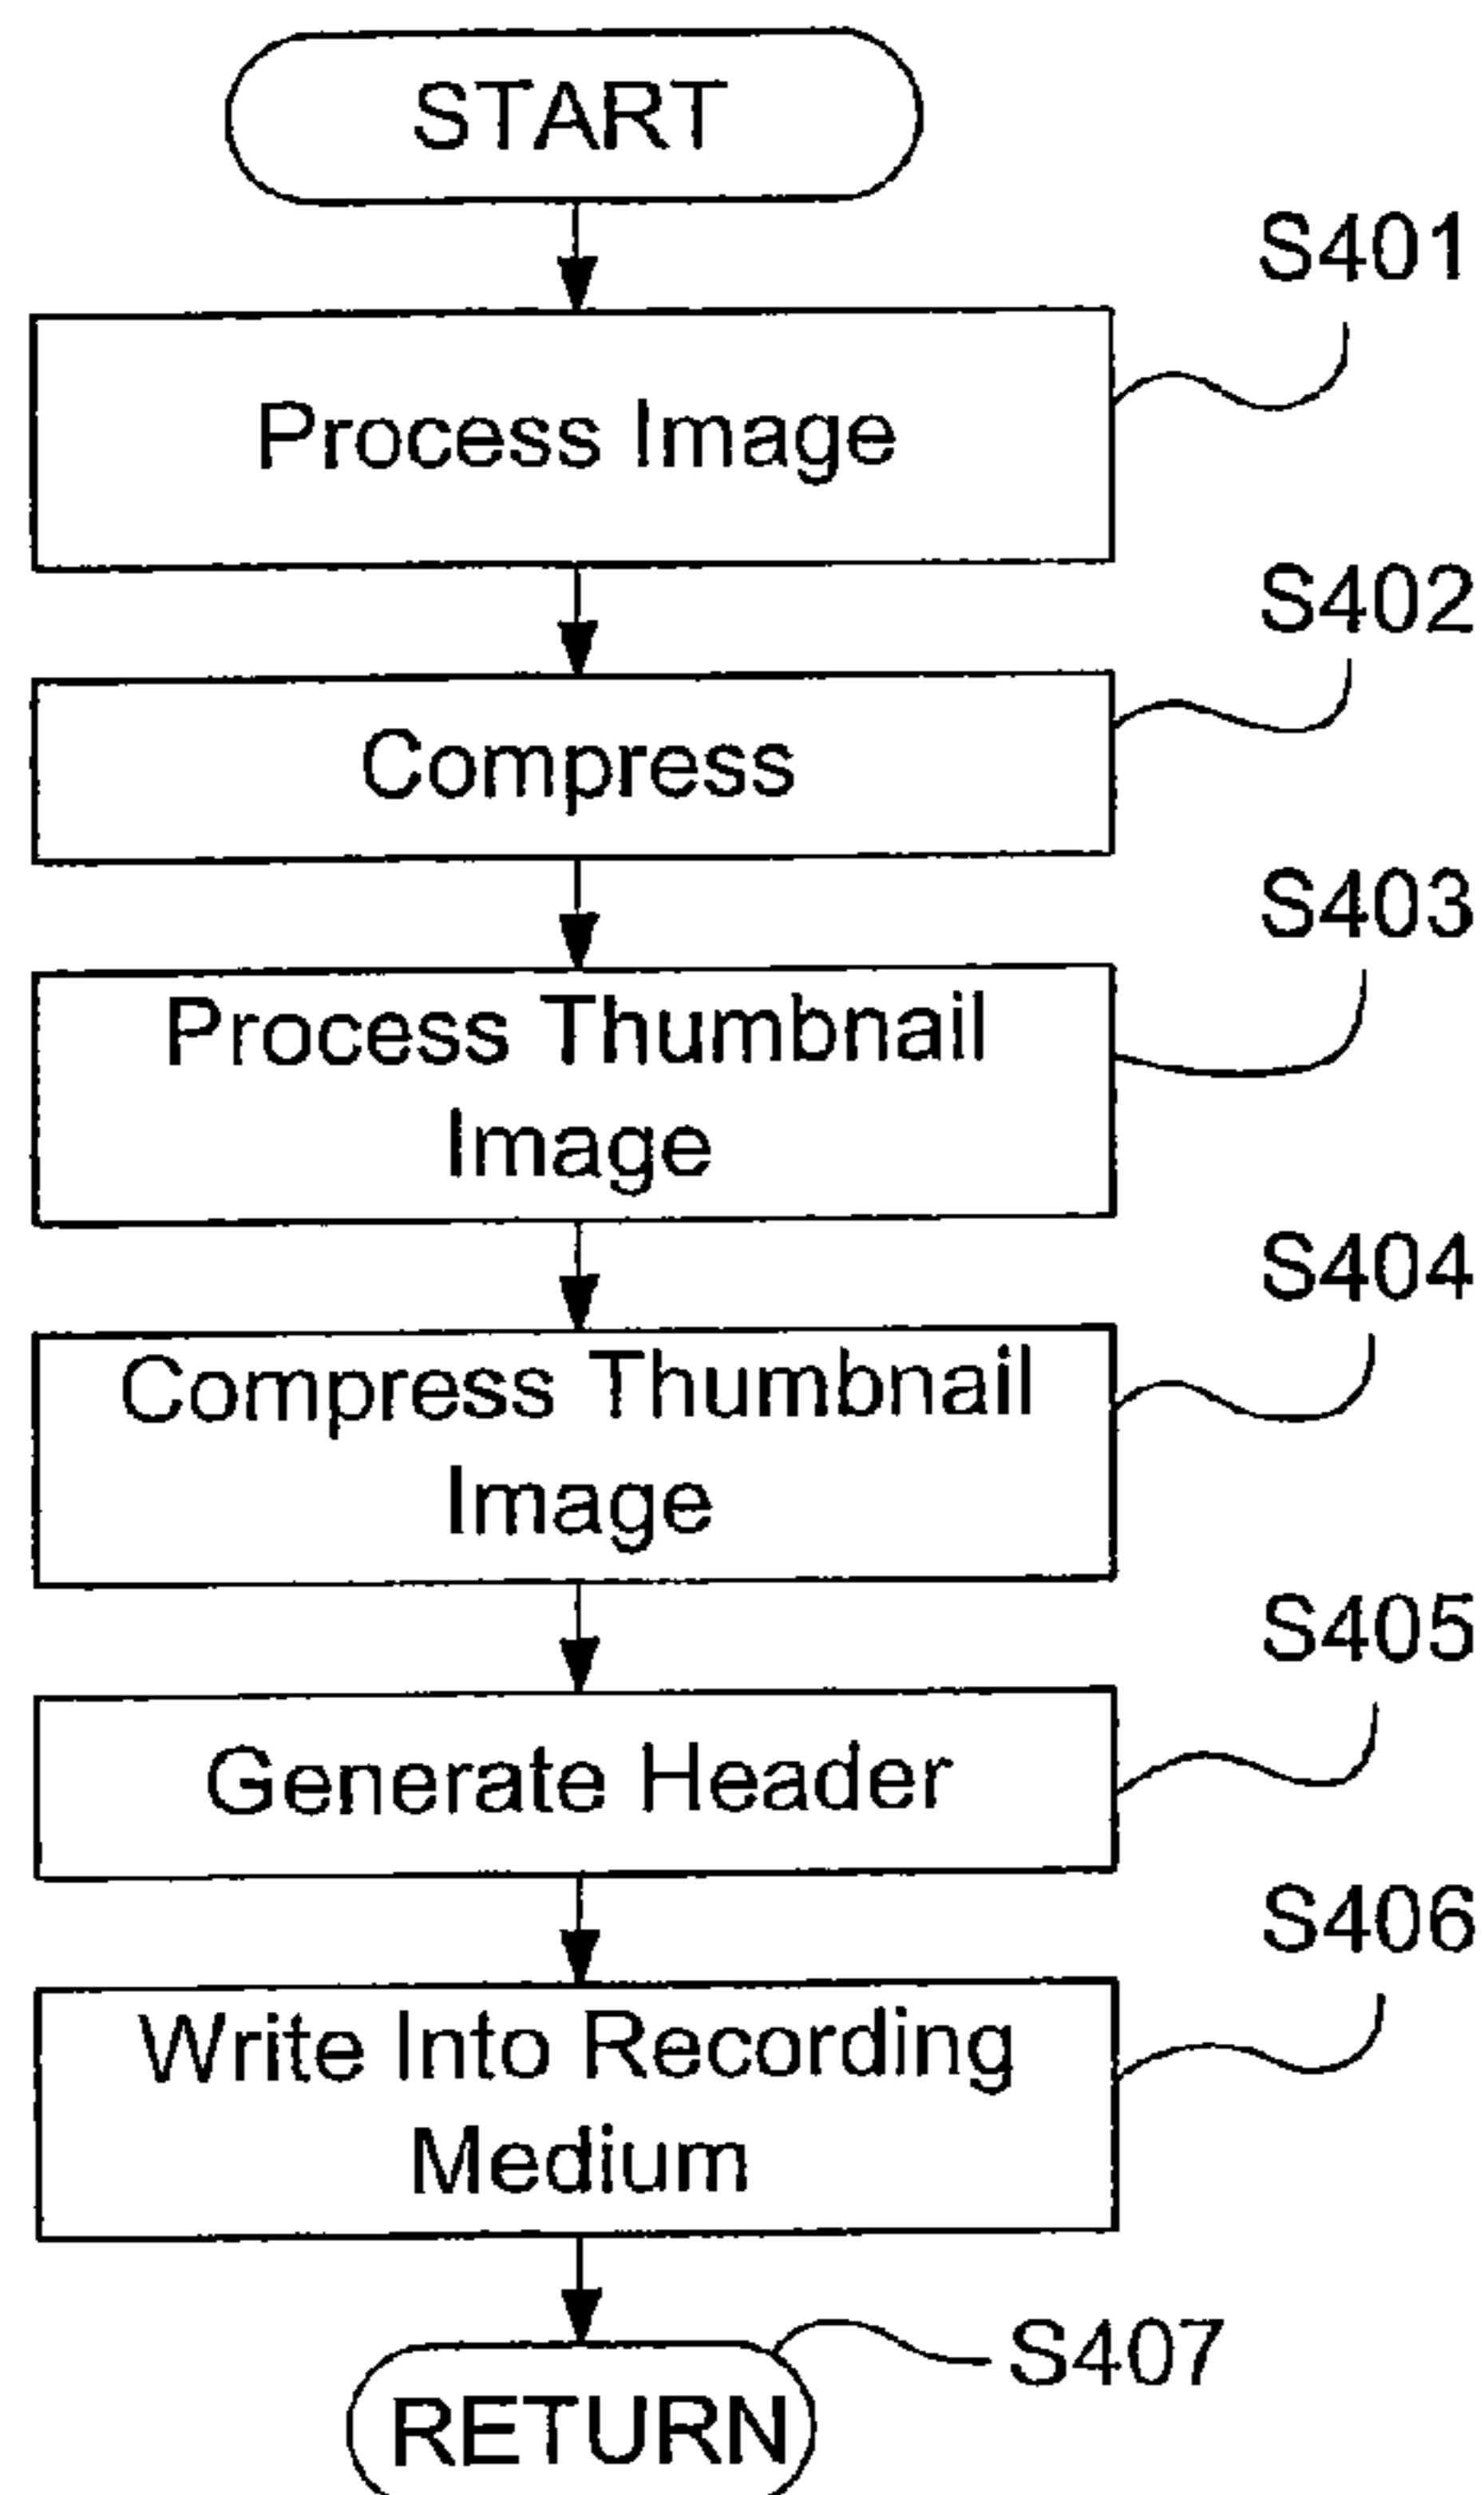 START
S401
Process Image
S402
Compress
S403
Process Thumbnail
Image
S404
Compress Thumbnail
Image
S405
Generate Header
S406
Write Into Recording
Medium
S407
RETURN